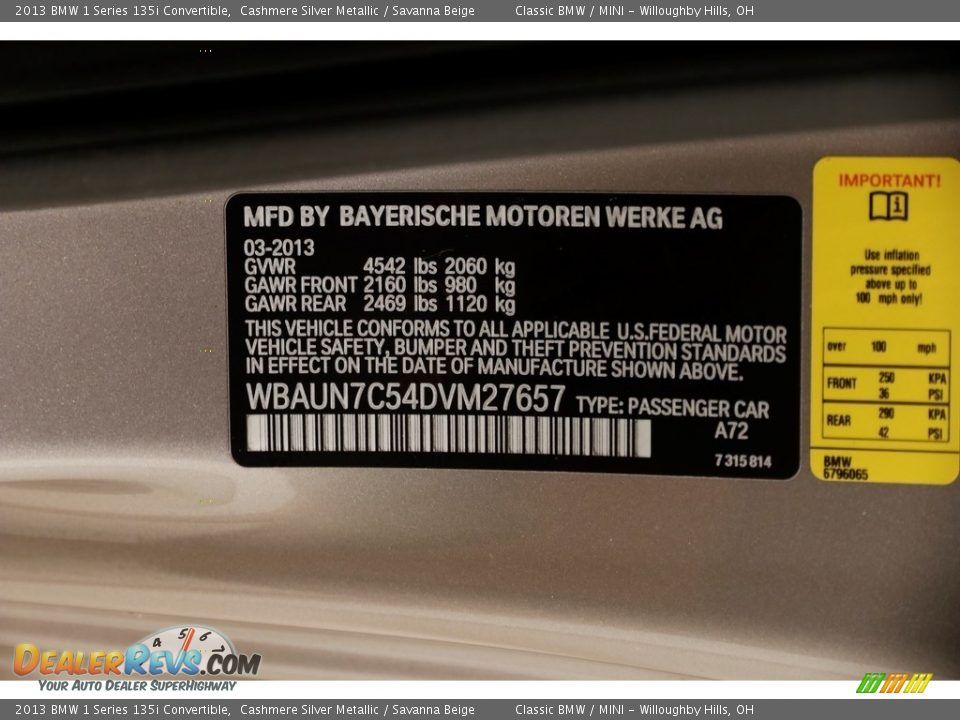 2013 BMW 1 Series 135i Convertible, Cashmere Silver Metallic / Savanna Beige Classic BMW / MINI - Willoughby Hills, OH
MFD BY BAYERISCHE MOTOREN WERKE AG
03-2013
GVWR 4542 lbs 2060 kg
GAWR FRONT 2160 lbs 980 kg
GAWR REAR 2469 lbs 1120 kg
THIS VEHICLE CONFORMS TO ALL APPLICABLE U.S.FEDERAL MOTOR
VEHICLE SAFETY, BUMPER AND THEFT PREVENTION STANDARDS
IN EFFECT ON THE DATE OF MANUFACTURE SHOWN ABOVE.
WBAUN7C54DVM27657 TYPE: PASSENGER CAR
A72
7 315 814
IMPORTANT!
i
Use inflation
pressure specified
above up to
100 mph only!
over 100 mph
FRONT 250 KPA
36 PSI
REAR 290 KPA
42 PSI
BMW
6796065
4 5 6
DEALERREVS.COM
YOUR AUTO DEALER SUPERHIGHWAY
2013 BMW 1 Series 135i Convertible, Cashmere Silver Metallic / Savanna Beige Classic BMW / MINI - Willoughby Hills, OH